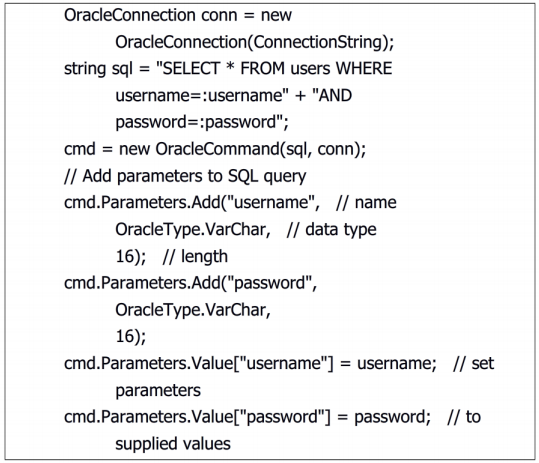 OracleConnection conn = new
OracleConnection(ConnectionString);
string sql = "SELECT * FROM users WHERE
username=:username" + "AND
password=:password";
cmd = new OracleCommand(sql, conn);
// Add parameters to SQL query
cmd.Parameters.Add("username", // name
OracleType.VarChar, // data type
16); // length
cmd.Parameters.Add("password",
OracleType.VarChar,
16);
cmd.Parameters.Value["username"] = username; // set
parameters
cmd.Parameters.Value["password"] = password; // to
supplied values